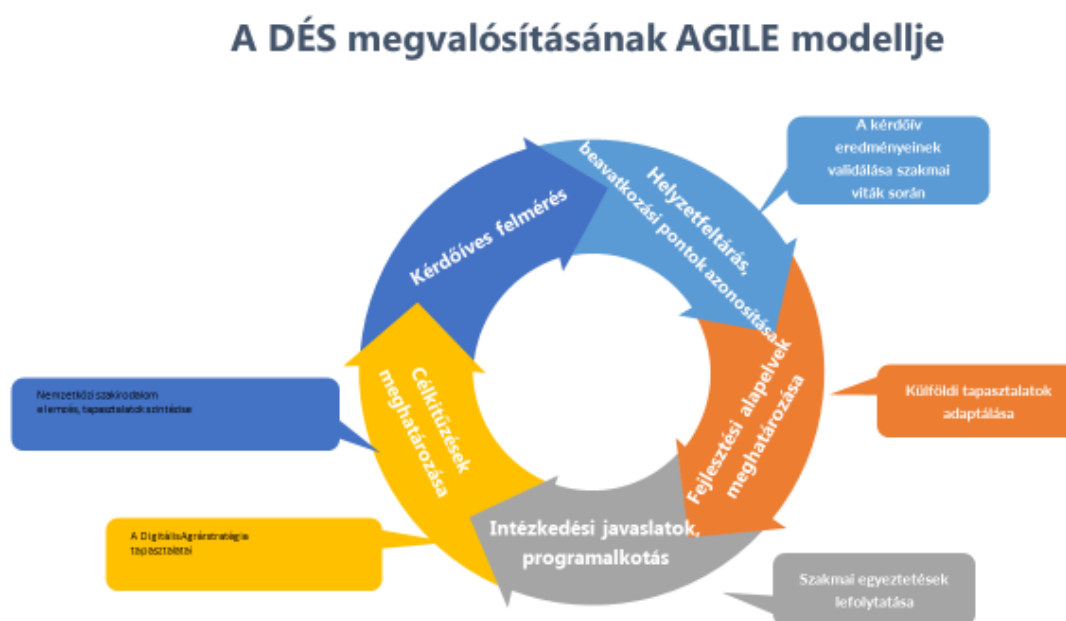 A DÉS megvalósításának AGILE modellje
A kérdőív
eredményeinek
validálása szakmai
viták során
Helyzetfeltárás,
beavatkozási pontok azonosítása
Kérdőíves felmérés
Célkitűzések
meghatározása
Fejlesztési alapelvek
meghatározása
Nemzetközi szakirodalom
elemzés, tapasztalatok szintézise
Külföldi tapasztalatok
adaptálása
Intézkedési javaslatok,
programalkotás
A DigitálisAgrárstratégia
tapasztalatai
Szakmai egyeztetések
lefolytatása